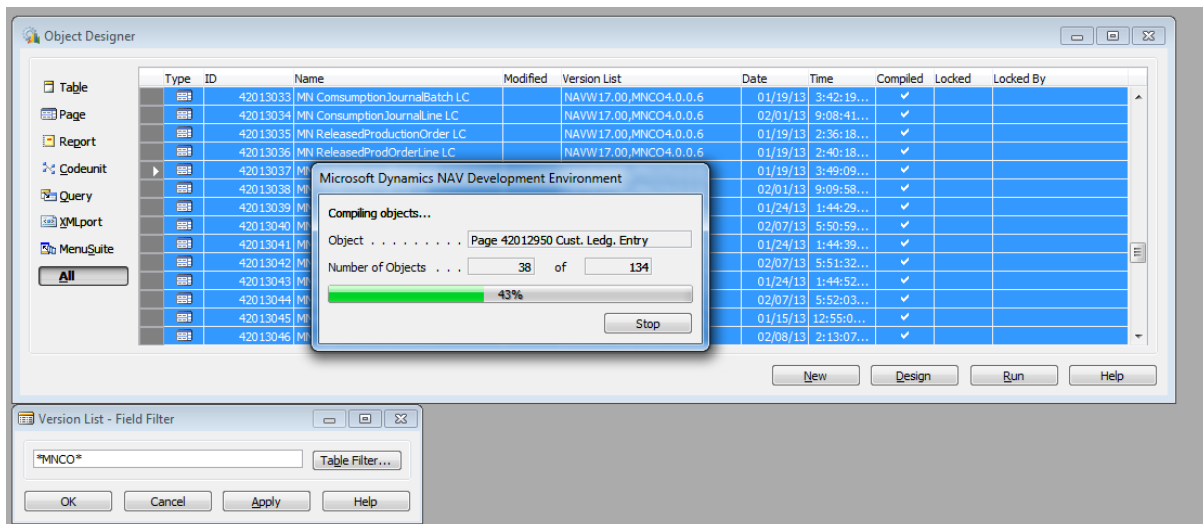 Object Designer
Type ID Name Modified Version List Date Time Compiled Locked Locked By
Table
Page
Report
Codeunit
Query
XMLport
MenuSuite
All
42013033 MN ComsumptionJournalBatch LC NAVW17.00,MNCO4.0.0.6 01/19/13 3:42:19...
42013034 MN ConsumptionJournalLine LC NAVW17.00,MNCO4.0.0.6 02/01/13 9:08:41...
42013035 MN ReleasedProductionOrder LC NAVW17.00,MNCO4.0.0.6 01/19/13 2:36:18...
42013036 MN ReleasedProdOrderLine LC NAVW17.00,MNCO4.0.0.6 01/19/13 2:40:18...
42013037 01/19/13 3:49:09...
42013038 02/01/13 9:09:58...
42013039 01/24/13 1:44:29...
42013040 02/07/13 5:50:59...
42013041 01/24/13 1:44:39...
42013042 02/07/13 5:51:32...
42013043 01/24/13 1:44:52...
42013044 02/07/13 5:52:03...
42013045 01/15/13 12:55:0...
42013046 02/08/13 2:13:07...
Microsoft Dynamics NAV Development Environment
Compiling objects...
Object . . . . . . . . . Page 42012950 Cust. Ledg. Entry
Number of Objects . . . 38 of 134
43%
Stop
New Design Run Help
Version List - Field Filter
*MNCO* Table Filter...
OK Cancel Apply Help